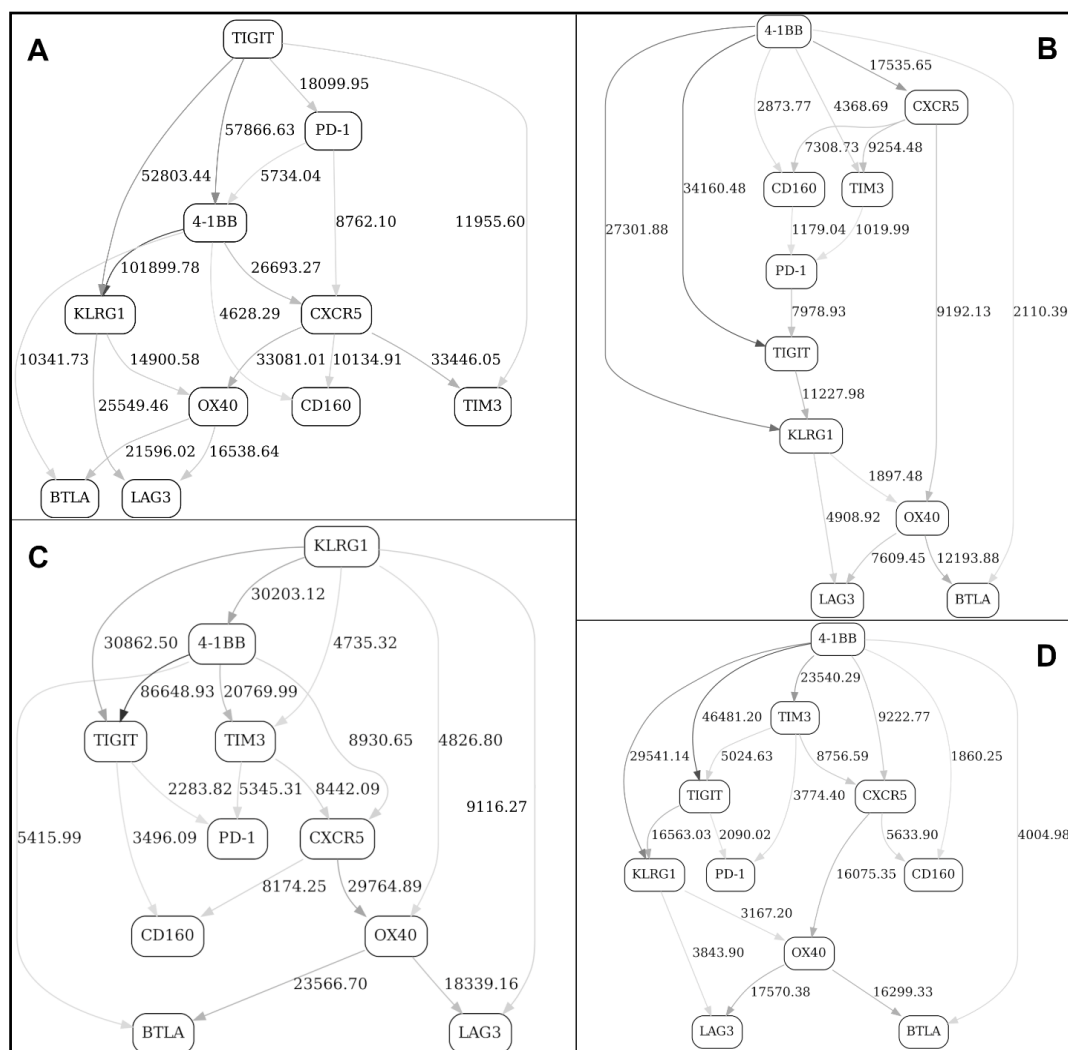 A
TIGIT
18099.95
PD-1
57866.63
52803.44
5734.04
4-1BB
8762.10
11955.60
101899.78
26693.27
KLRG1
4628.29
CXCR5
10341.73
14900.58
33081.01
10134.91
33446.05
25549.46
OX40
CD160
TIM3
21596.02
16538.64
BTLA
LAG3
B
4-1BB
17535.65
2873.77
4368.69
CXCR5
7308.73
9254.48
34160.48
CD160
TIM3
27301.88
1179.04
1019.99
PD-1
7978.93
9192.13
2110.39
TIGIT
11227.98
KLRG1
1897.48
4908.92
OX40
7609.45
12193.88
LAG3
BTLA
C
KLRG1
30203.12
30862.50
4-1BB
4735.32
86648.93
20769.99
TIGIT
TIM3
8930.65
4826.80
2283.82
5345.31
8442.09
9116.27
5415.99
3496.09
PD-1
CXCR5
8174.25
29764.89
CD160
OX40
23566.70
18339.16
BTLA
LAG3
D
4-1BB
23540.29
46481.20
TIM3
9222.77
29541.14
5024.63
8756.59
1860.25
TIGIT
3774.40
CXCR5
16563.03
2090.02
5633.90
4004.98
KLRG1
PD-1
16075.35
CD160
3167.20
3843.90
OX40
17570.38
16299.33
LAG3
BTLA